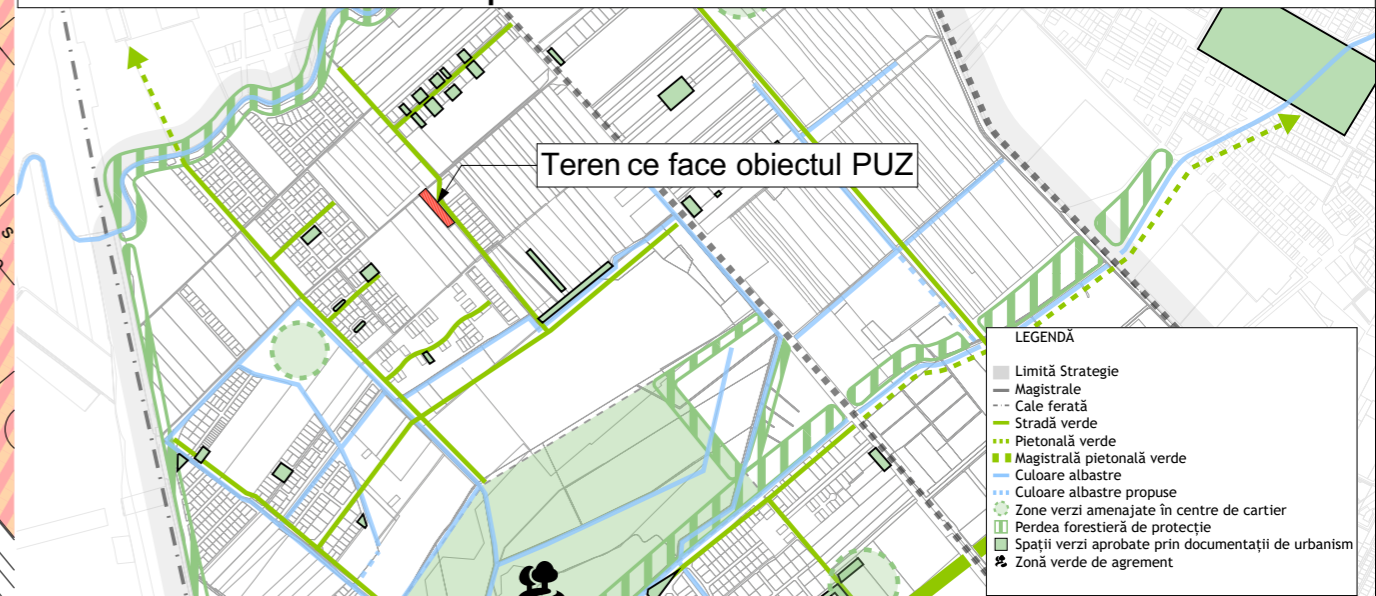 Teren ce face obiectul PUZ
LEGENDĂ
Limită Strategie
Magistrale
Cale ferată
Stradă verde
Pietonală verde
Magistrală pietonală verde
Culoare albastre
Culoare albastre propuse
Zone verzi amenajate în centre de cartier
Perdea forestieră de protecție
Spații verzi aprobate prin documentații de urbanism
Zonă verde de agrement